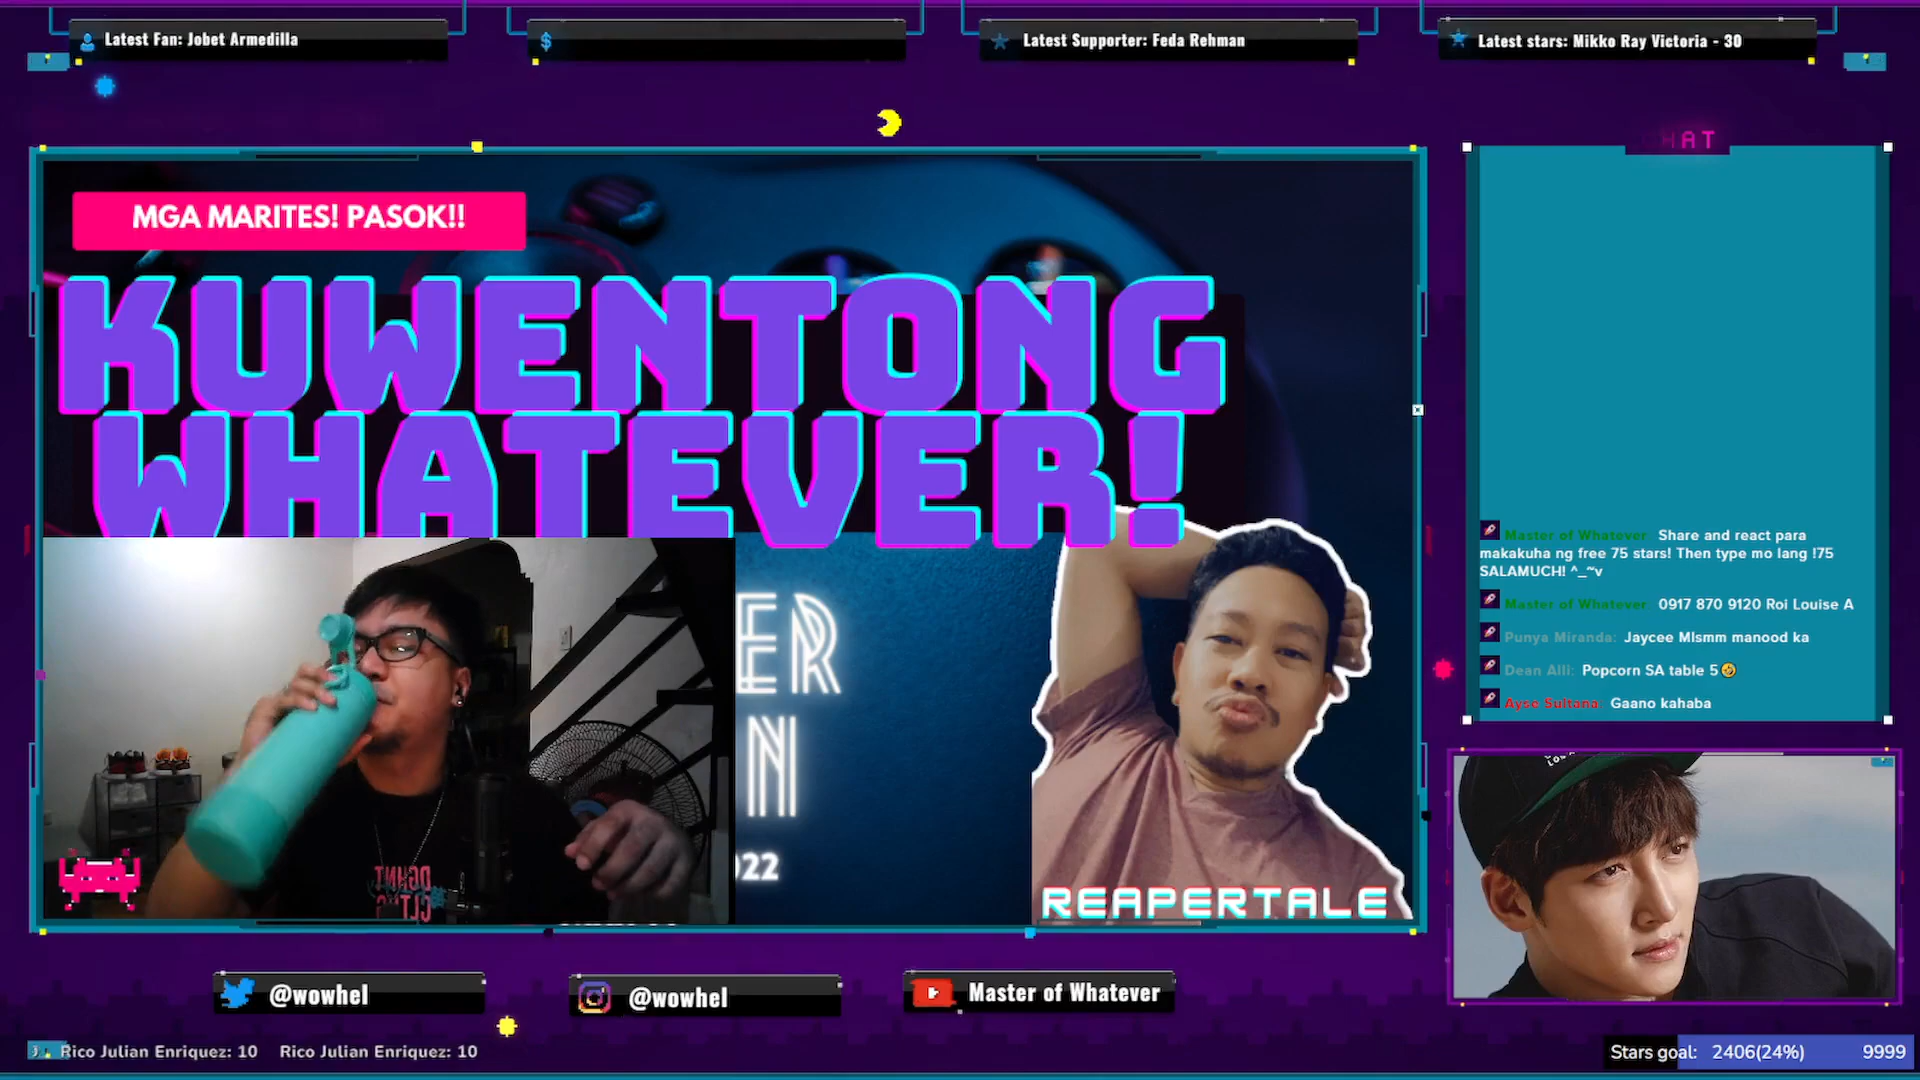 Latest Fan: Jobet Armedilla
Latest Supporter: Feda Rehman
Latest stars: Mikko Ray Victoria - 30
HAT
MGA MARITES! PASOK!!
KUWENTONG
WHATEVER!
ER
N
022
REAPERTALE
Master of Whatever: Share and react para
makakuha ng free 75 stars! Then type mo lang !75
SALAMUCH! ^_~v
Master of Whatever: 0917 870 9120 Roi Louise A
Punya Miranda: Jaycee Mlsmm manood ka
Dean Alli: Popcorn SA table 5🤣
Ayse Sultana: Gaano kahaba
@wowhel
@wowhel
Master of Whatever
Rico Julian Enriquez: 10 Rico Julian Enriquez: 10
Stars goal: 2406(24%) 9999